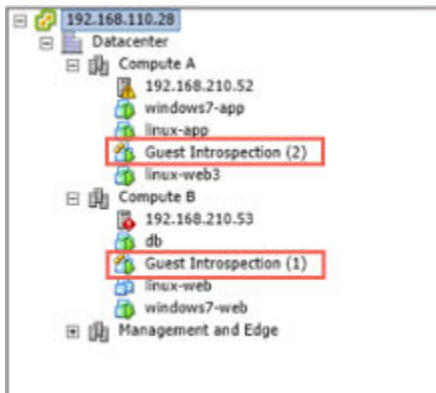 192.168.110.28
Datacenter
Compute A
192.168.210.52
windows7-app
linux-app
Guest Introspection (2)
linux-web3
Compute B
192.168.210.53
db
Guest Introspection (1)
linux-web
windows7-web
Management and Edge